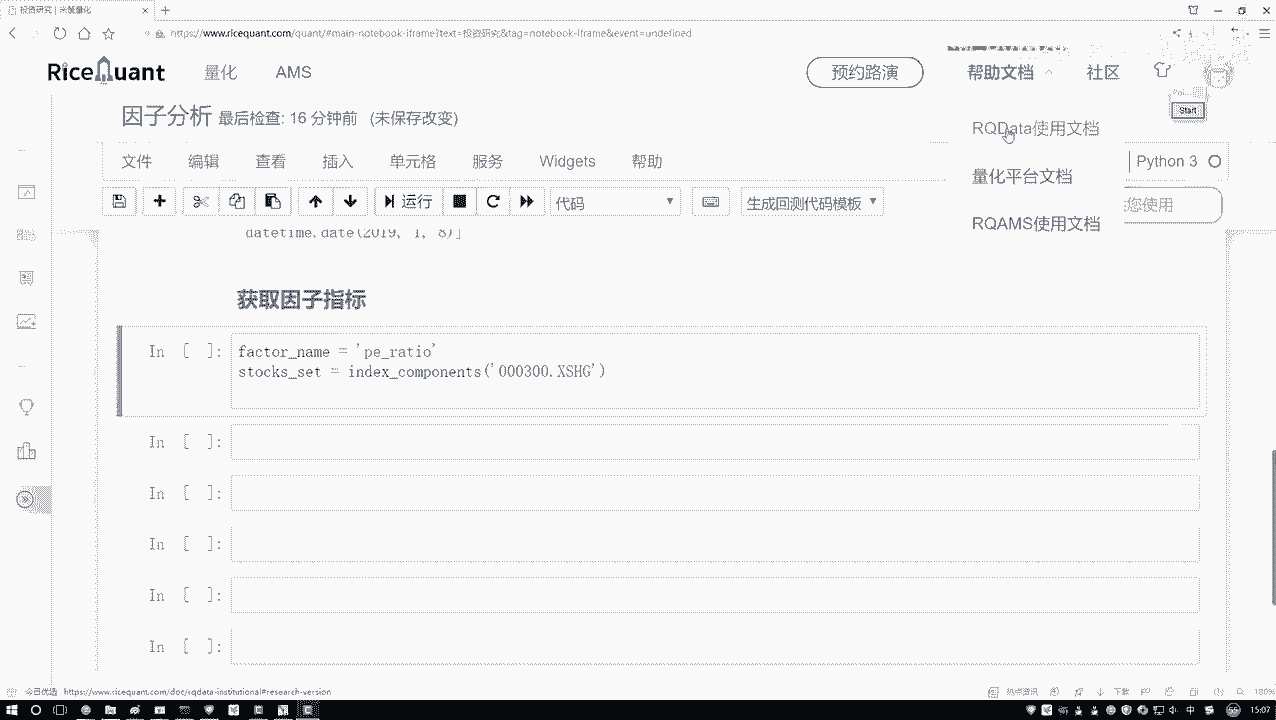 投资研究 | 米筐量化
https://www.ricequant.com/quant/#main-notebook-iframe?text=投资研究&tag=notebook-iframe&event=undefined
RiceQuant 量化 AMS 预约路演 帮助文档 社区
因子分析 最后检查: 16 分钟前 (未保存改变)
Start
RQData使用文档
文件 编辑 查看 插入 单元格 服务 Widgets 帮助 Python 3
量化平台文档
运行 代码 生成回测代码模板 您使用
RQAMS使用文档
datetime.date(2019, 1, 8)]
获取因子指标
In [ ]: factor_name = 'pe_ratio'
stocks_set = index_components('000300.XSHG')
In [ ]:
In [ ]:
In [ ]:
In [ ]:
In [ ]:
今日优选 https://www.ricequant.com/doc/rqdata-institutional#research-version 热点资讯 下载 180%
中 15:07